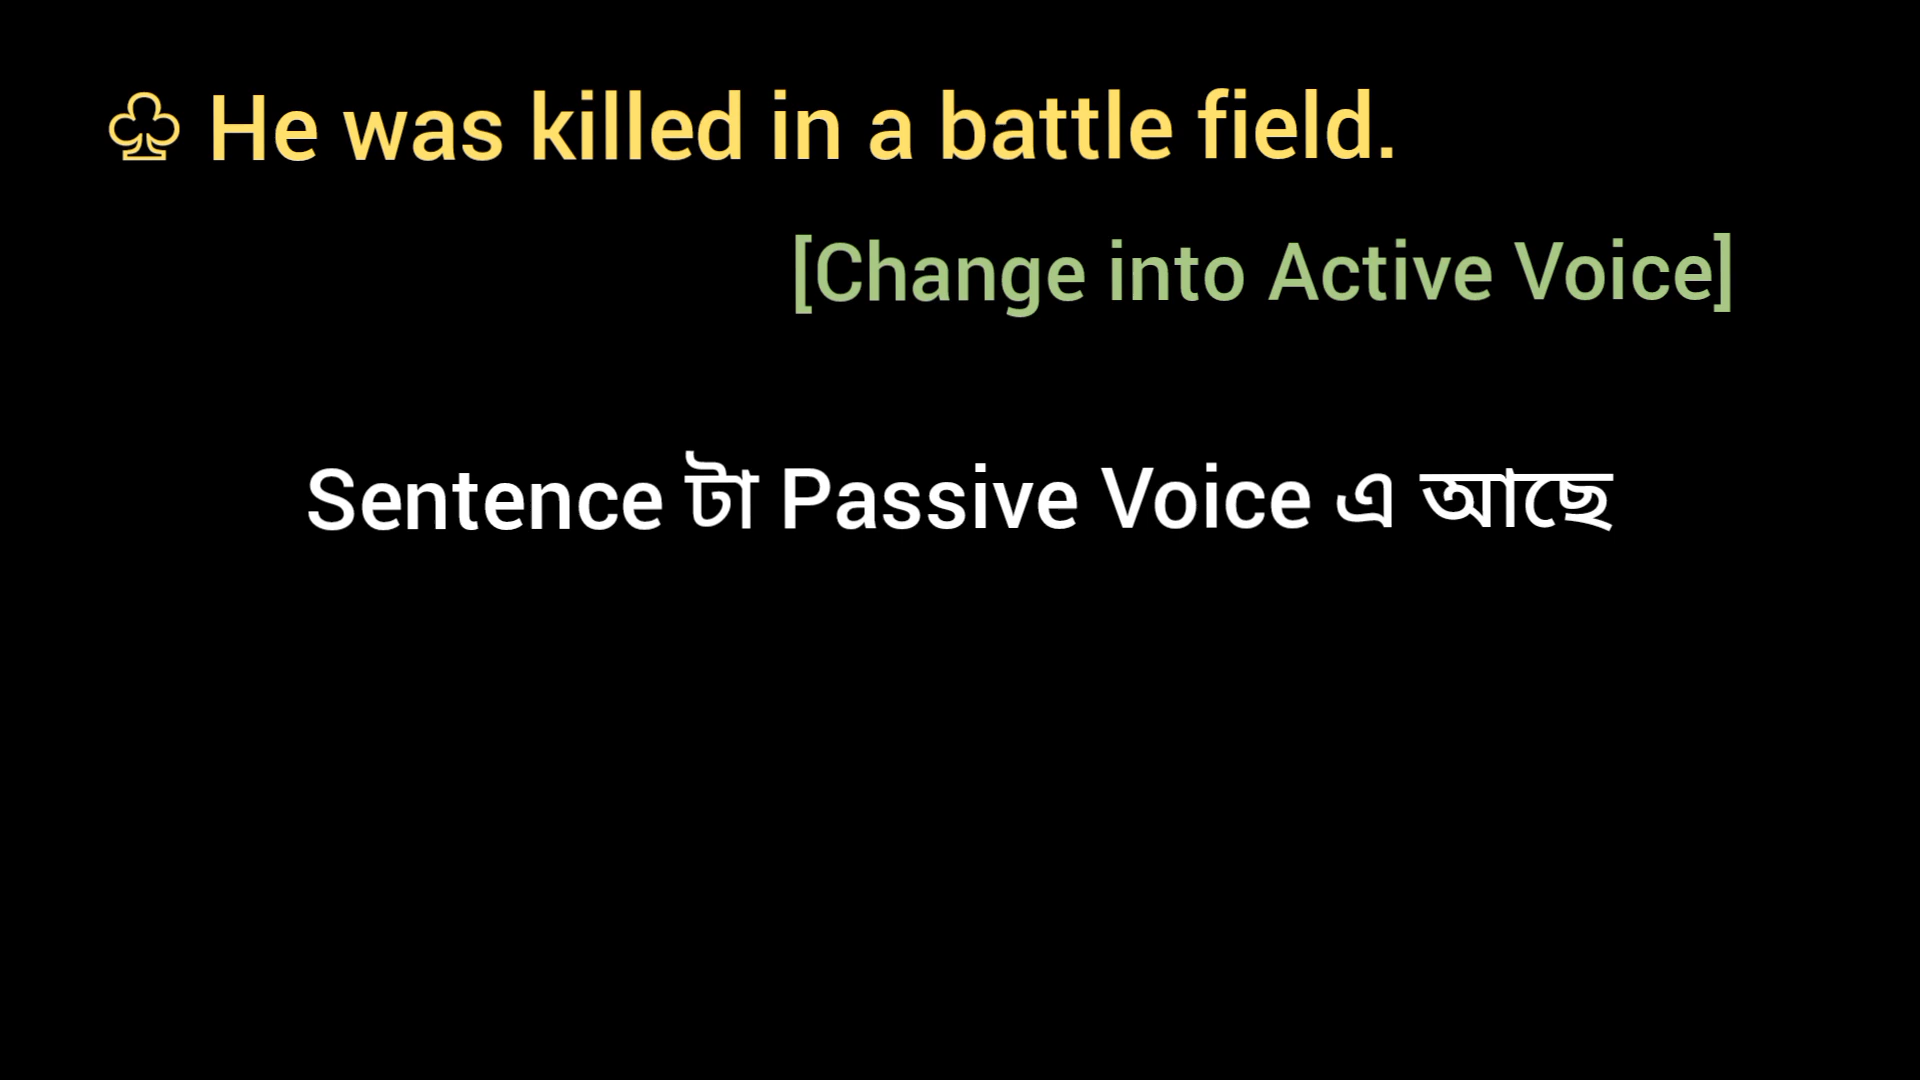 ♧ He was killed in a battle field.
[Change into Active Voice]
Sentence টা Passive Voice এ আছে